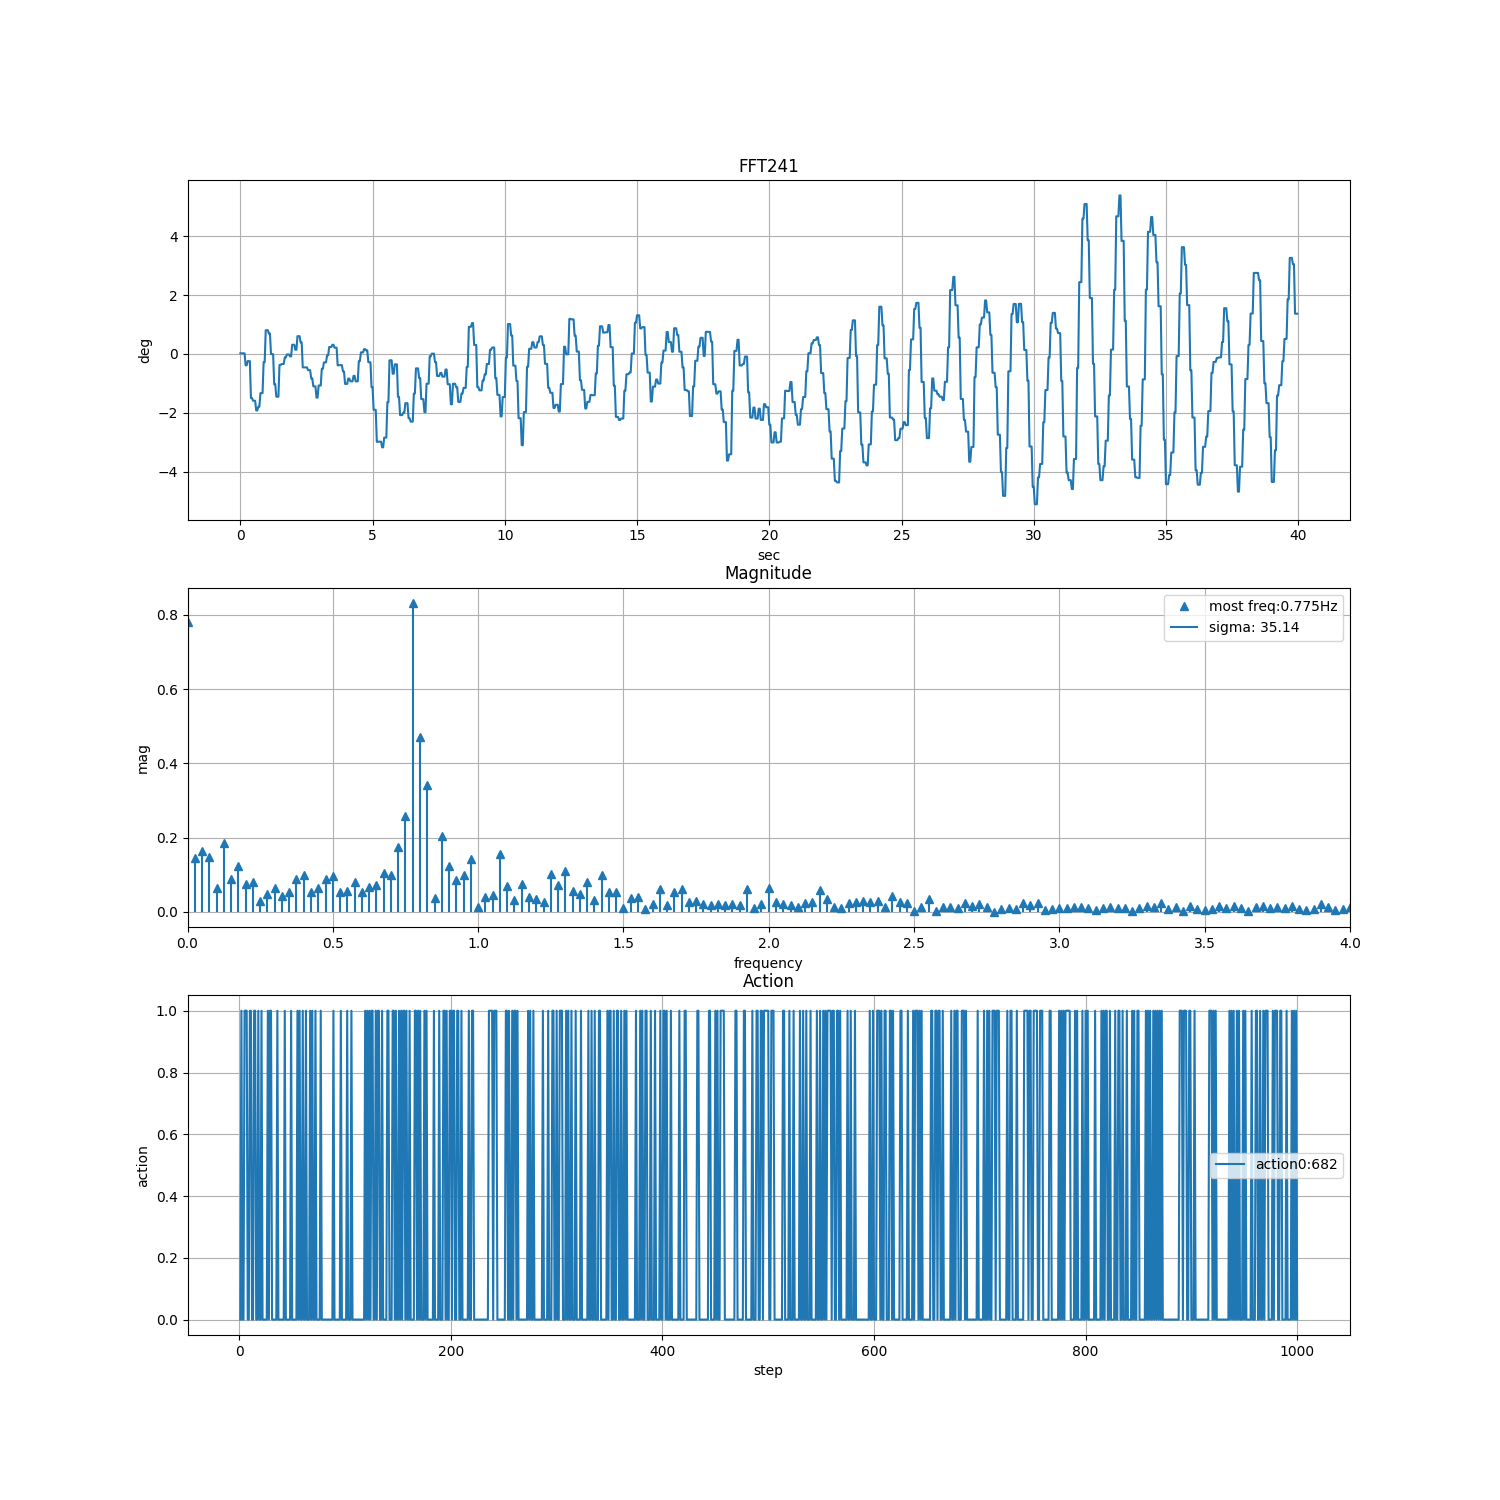 FFT241
4
2
0
−2
−4
deg
0 5 10 15 20 25 30 35 40
sec
Magnitude
most freq:0.775Hz
sigma: 35.14
0.8
0.6
0.4
0.2
0.0
mag
0.0 0.5 1.0 1.5 2.0 2.5 3.0 3.5 4.0
frequency
Action
1.0
0.8
0.6
0.4
0.2
0.0
action
action0:682
0 200 400 600 800 1000
step